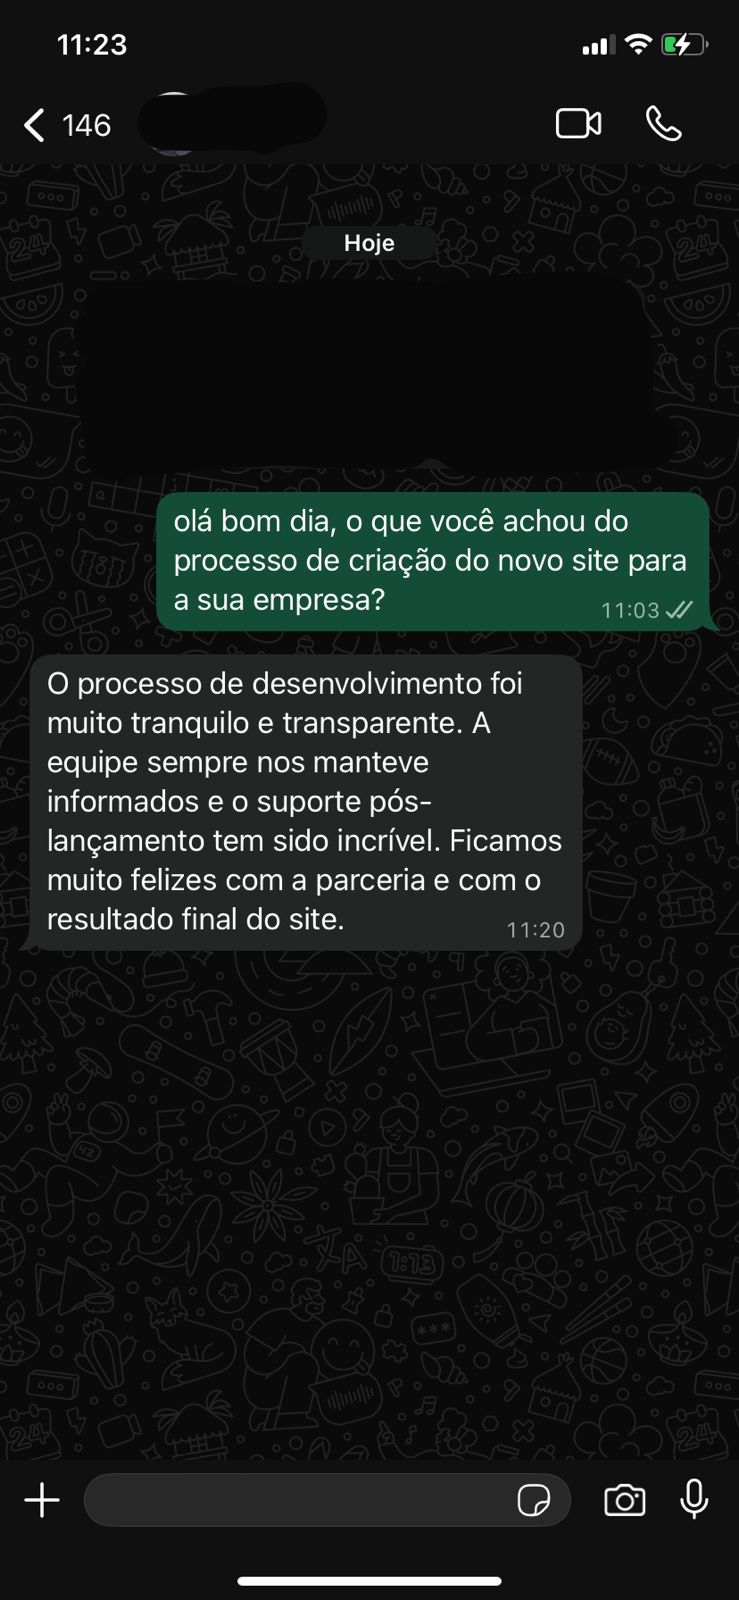 11:23
146
Hoje
olá bom dia, o que você achou do
processo de criação do novo site para
a sua empresa?
11:03
O processo de desenvolvimento foi
muito tranquilo e transparente. A
equipe sempre nos manteve
informados e o suporte pós-
lançamento tem sido incrível. Ficamos
muito felizes com a parceria e com o
resultado final do site.
11:20